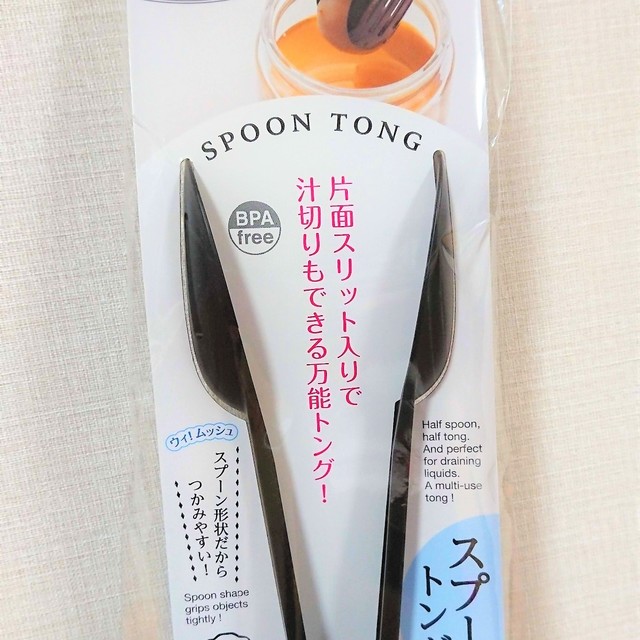 SPOON TONG
BPA
free
片面スリット入りで
汁切りもできる万能トング！
Half spoon,
half tong.
And perfect
for draining
liquids.
A multi-use
tong!
ウィ！ムッシュ
スプーン形状だから
つかみやすい！
Spoon shape
grips objects
tightly!
スプー
トン